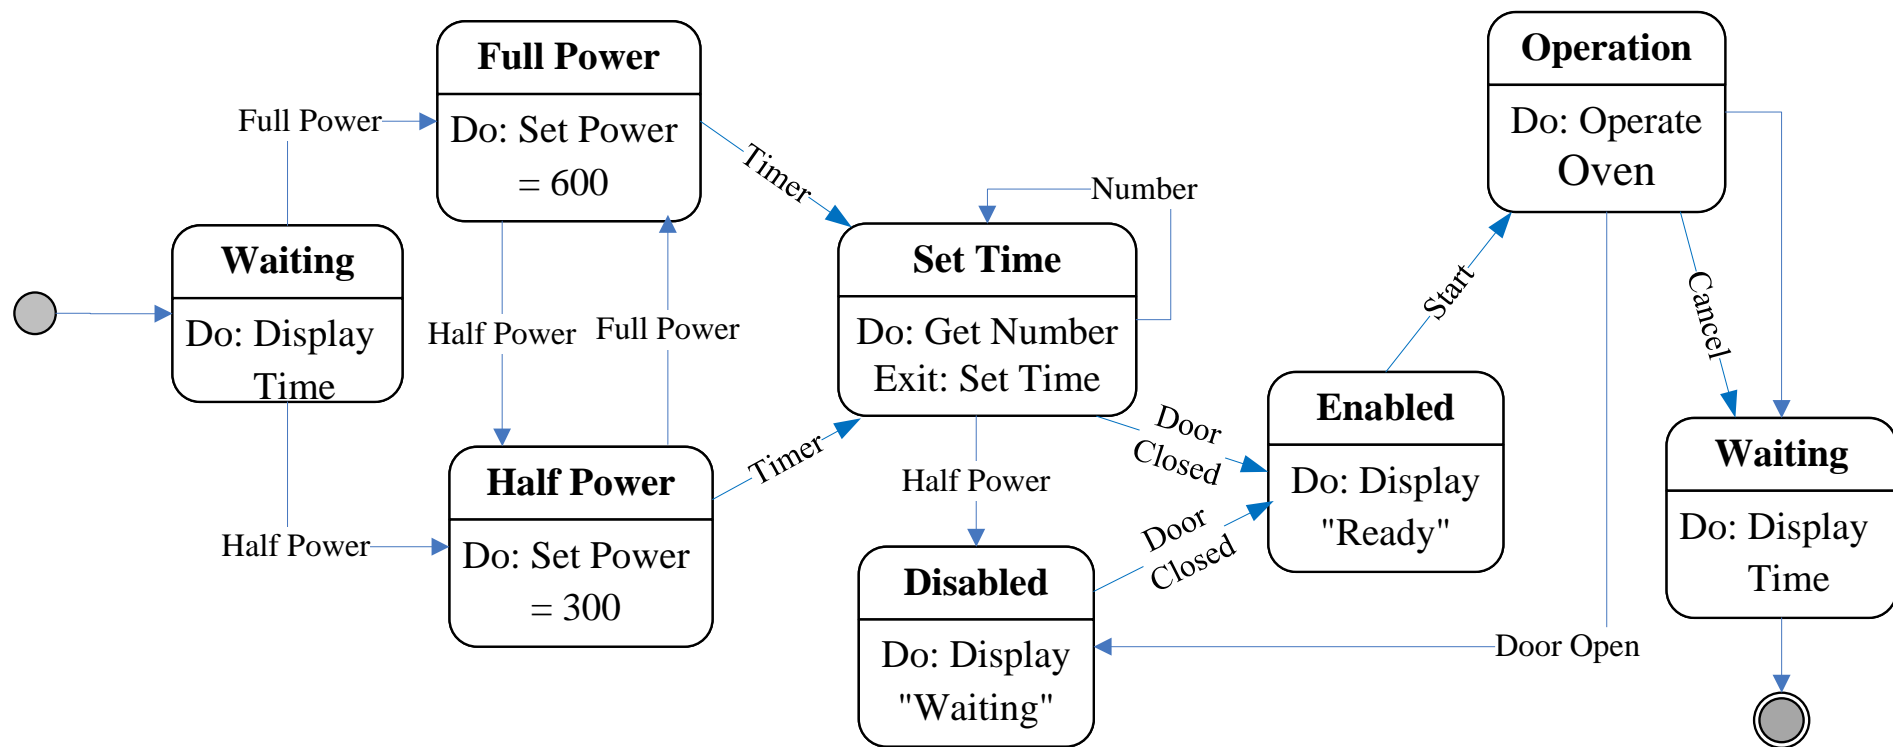 Full Power
Do: Set Power
= 600
Operation
Do: Operate
Oven
Full Power
Timer
Number
Waiting
Do: Display
Time
Set Time
Do: Get Number
Exit: Set Time
Half Power
Full Power
Start
Cancel
Half Power
Do: Set Power
= 300
Half Power
Timer
Door
Closed
Half Power
Door
Closed
Enabled
Do: Display
"Ready"
Waiting
Do: Display
Time
Disabled
Do: Display
"Waiting"
Door Open